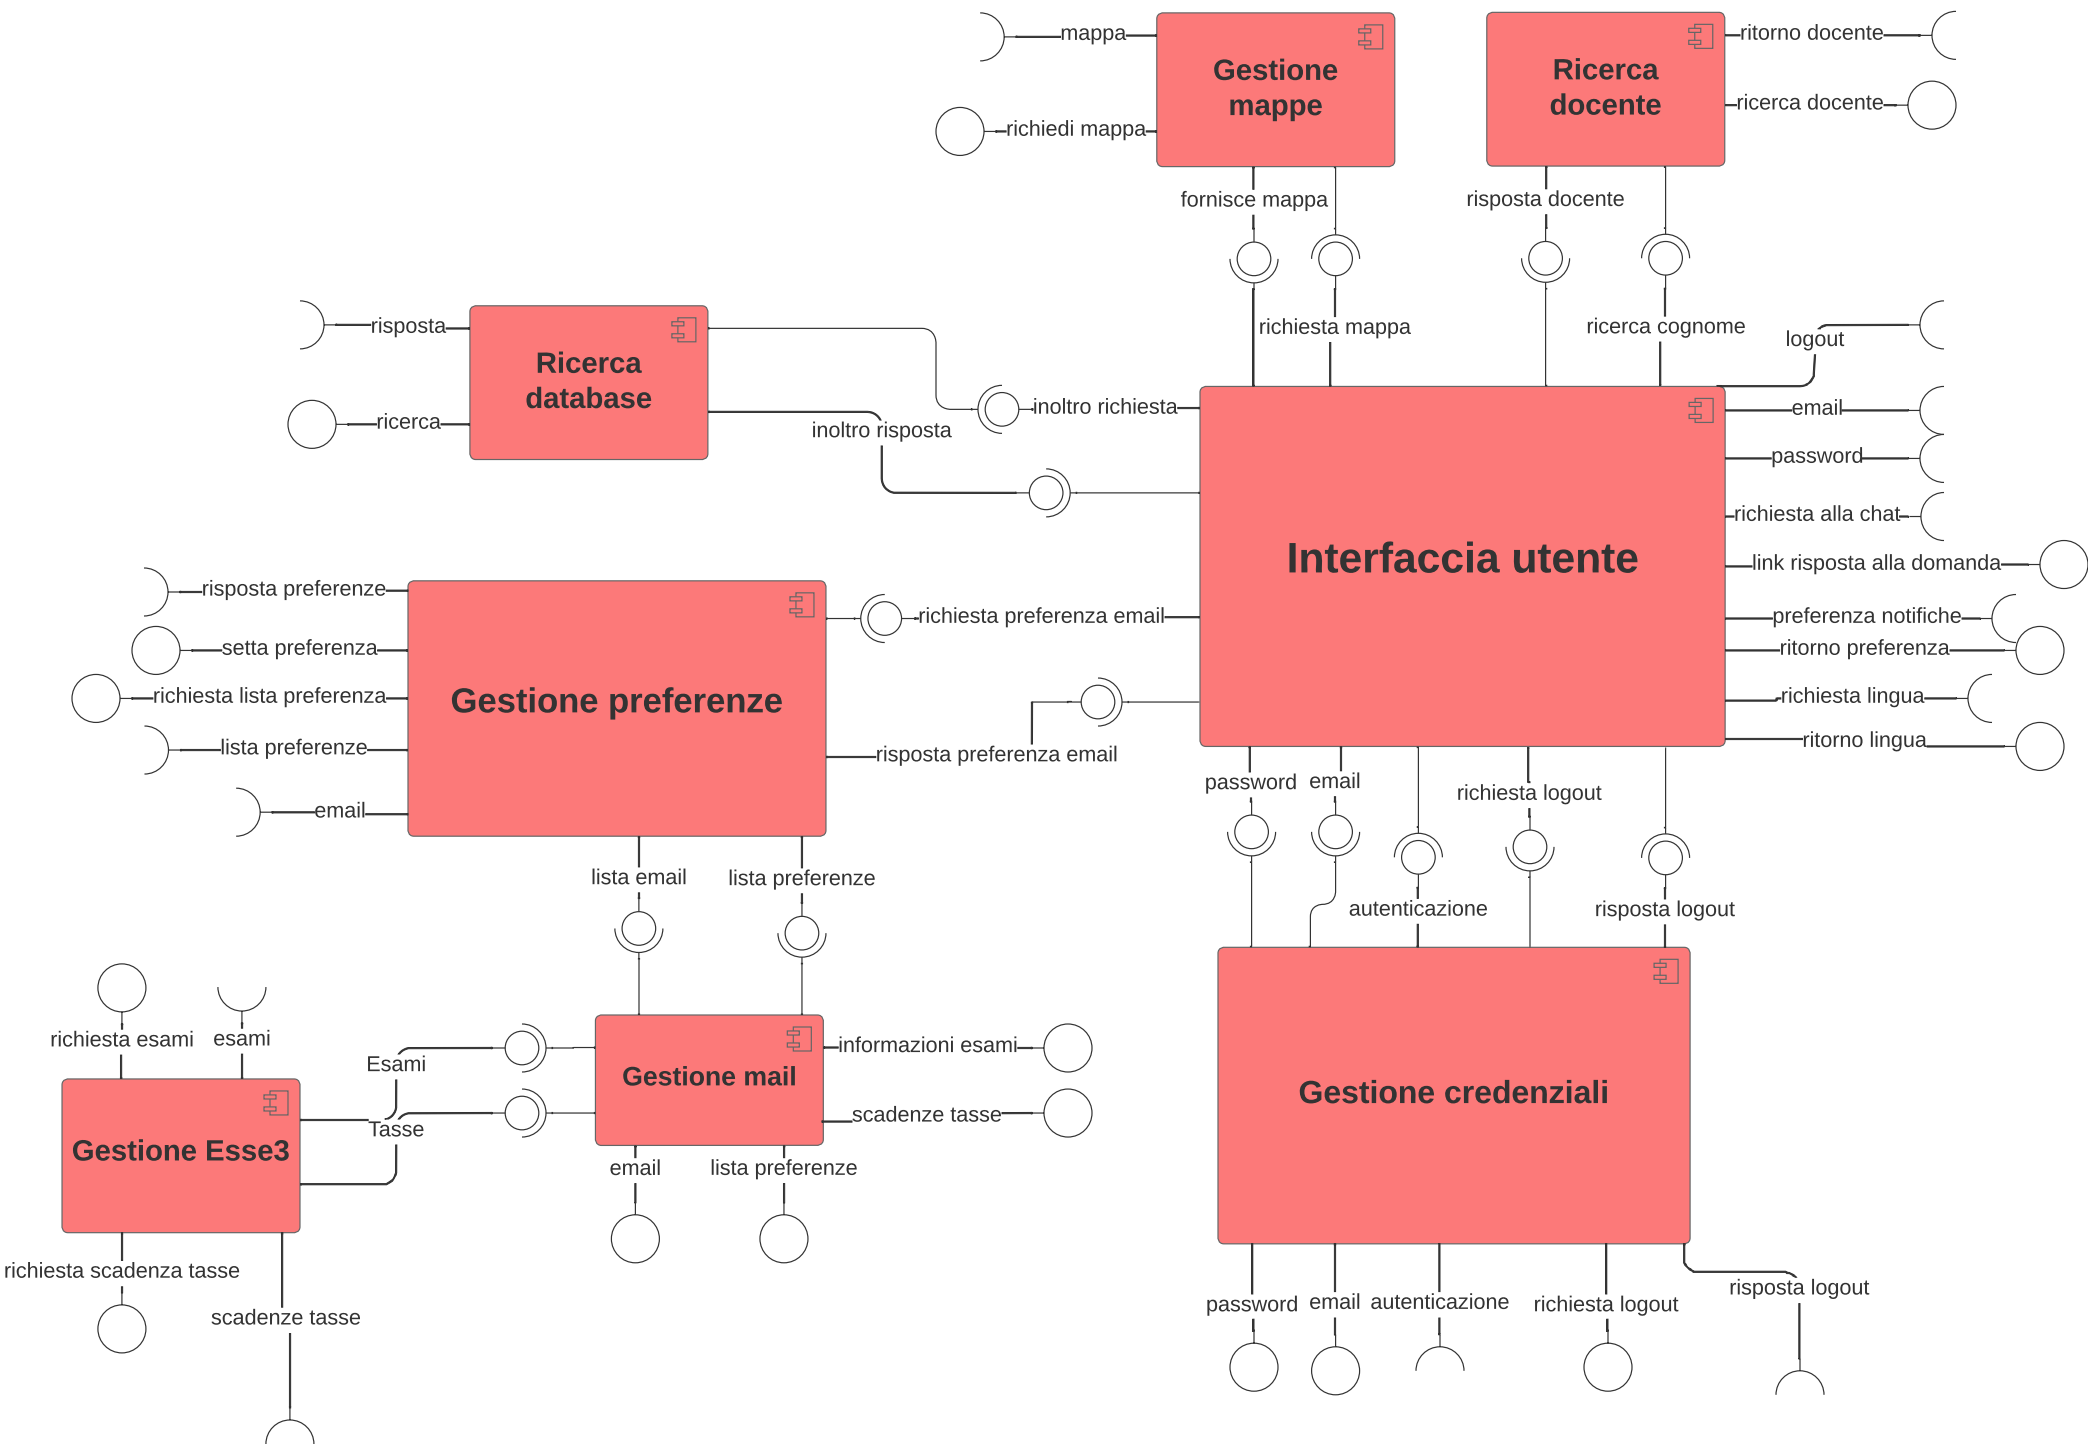 mappa
Gestione
mappe
richiedi mappa
Ricerca
docente
ritorno docente
ricerca docente
fornisce mappa
risposta docente
richiesta mappa
ricerca cognome
logout
risposta
Ricerca
database
ricerca
inoltro richiesta
inoltro risposta
Interfaccia utente
email
password
richiesta alla chat
link risposta alla domanda
preferenza notifiche
ritorno preferenza
richiesta lingua
ritorno lingua
risposta preferenze
setta preferenza
richiesta lista preferenza
lista preferenze
email
Gestione preferenze
richiesta preferenza email
risposta preferenza email
password
email
richiesta logout
autenticazione
risposta logout
lista email
lista preferenze
richiesta esami
esami
Esami
Tasse
Gestione Esse3
Gestione mail
informazioni esami
scadenze tasse
email
lista preferenze
richiesta scadenza tasse
scadenze tasse
Gestione credenziali
password
email
autenticazione
richiesta logout
risposta logout